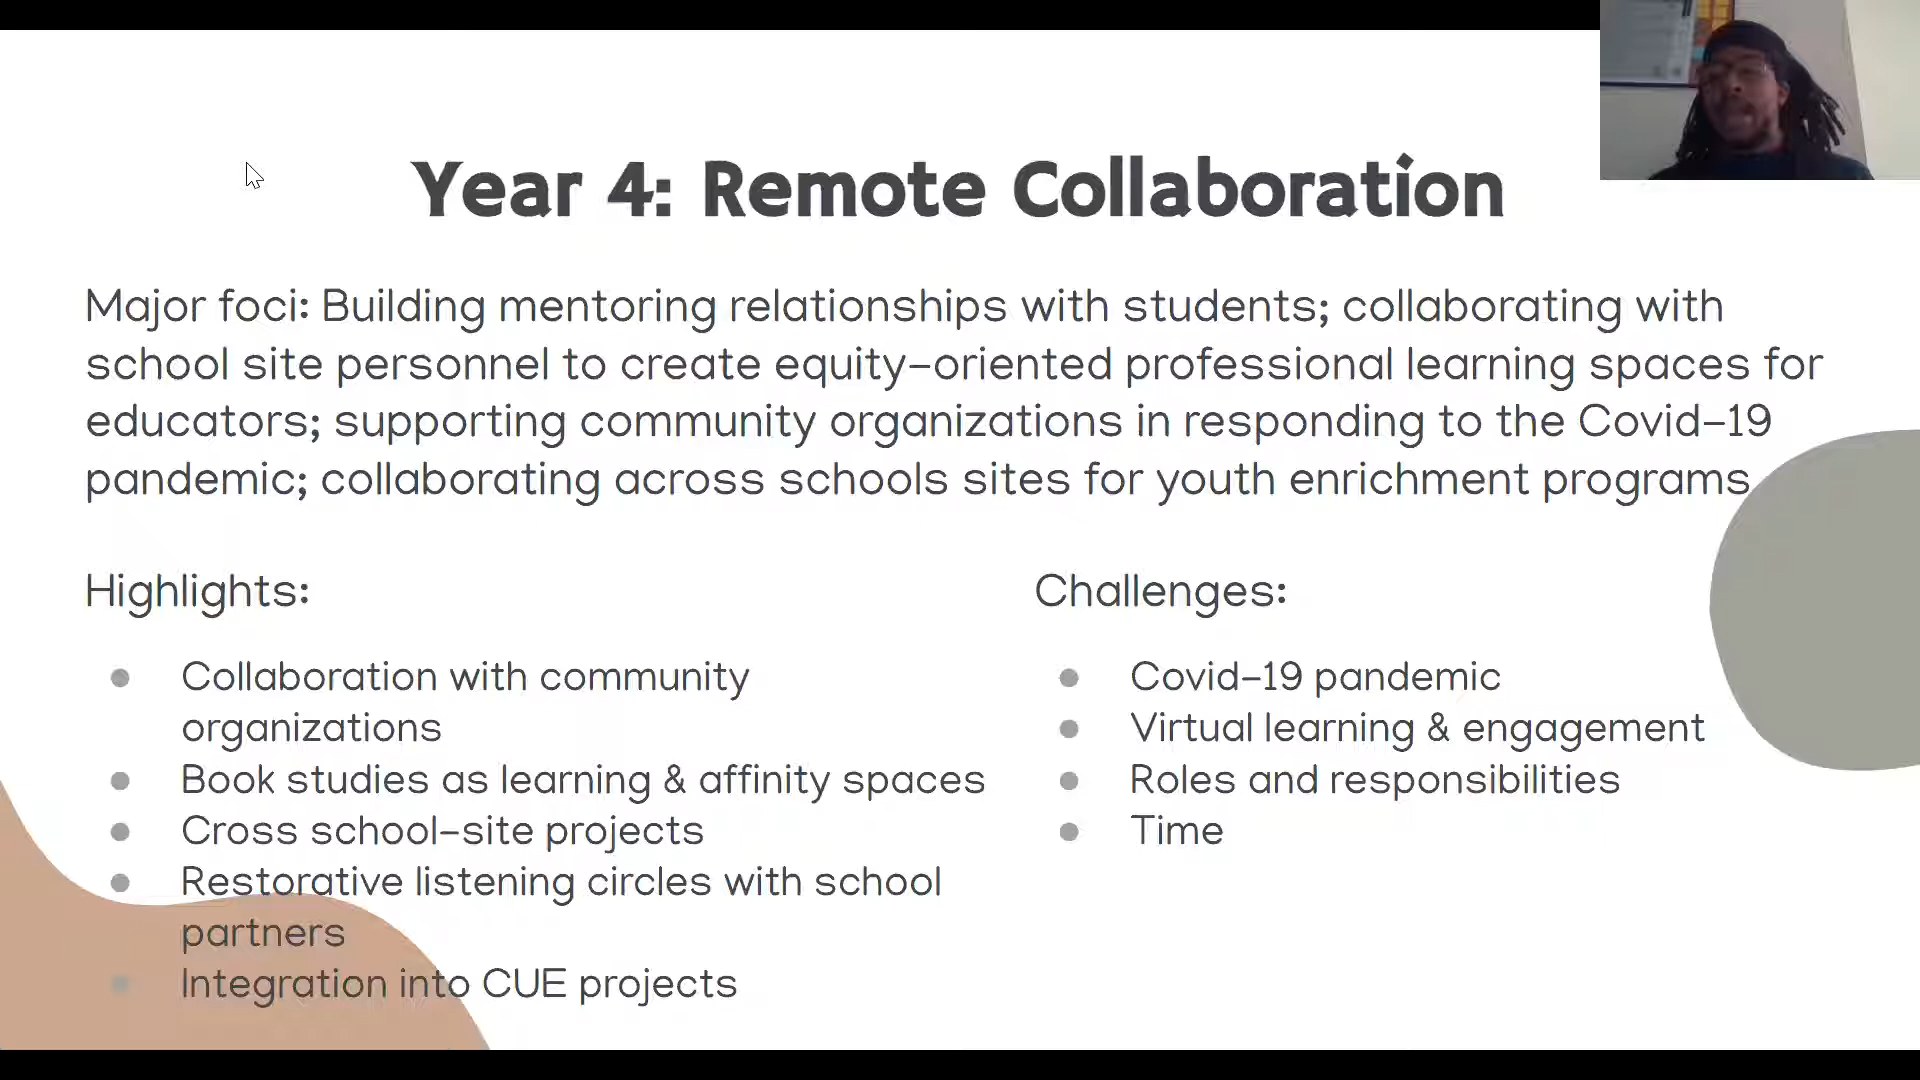 Year 4: Remote Collaboration
Major foci: Building mentoring relationships with students; collaborating with
school site personnel to create equity-oriented professional learning spaces for
educators; supporting community organizations in responding to the Covid-19
pandemic; collaborating across schools sites for youth enrichment programs
Highlights:
Collaboration with community
organizations
Book studies as learning & affinity spaces
Cross school-site projects
Restorative listening circles with school
partners
Integration into CUE projects
Challenges:
Covid-19 pandemic
Virtual learning & engagement
Roles and responsibilities
Time